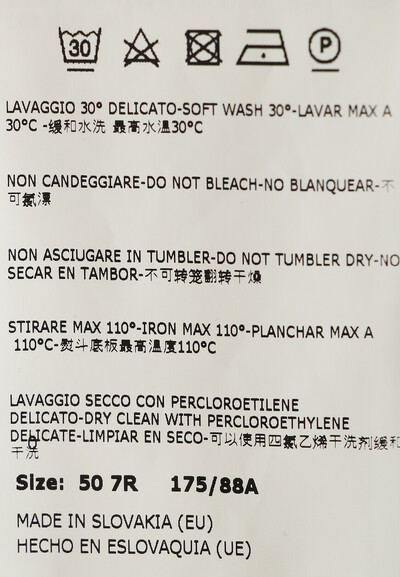 30
P
LAVAGGIO 30° DELICATO-SOFT WASH 30°-LAVAR MAX A
30°C -缓和水洗 最高水温30°C
NON CANDEGGIARE-DO NOT BLEACH-NO BLANQUEAR-不
可氯漂
NON ASCIUGARE IN TUMBLER-DO NOT TUMBLER DRY-NO
SECAR EN TAMBOR-不可转笼翻转干燥
STIRARE MAX 110°-IRON MAX 110°-PLANCHAR MAX A
110°C-熨斗底板最高温度110°C
LAVAGGIO SECCO CON PERCLOROETILENE
DELICATO-DRY CLEAN WITH PERCLOROETHYLENE
DELICATE-LIMPIAR EN SECO-可以使用四氯乙烯干洗剂缓和
干洗
Size: 50 7R 175/88A
MADE IN SLOVAKIA (EU)
HECHO EN ESLOVAQUIA (UE)